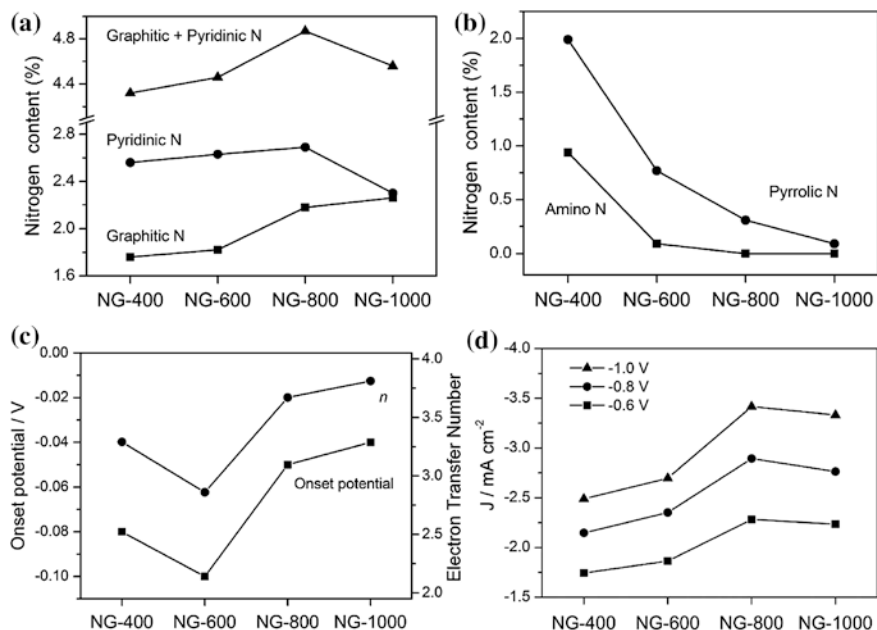 (a)
Nitrogen content (%)
4.8
4.4
2.8
2.4
2.0
1.6
Graphitic + Pyridinic N
Pyridinic N
Graphitic N
NG-400 NG-600 NG-800 NG-1000
(b)
Nitrogen content (%)
2.0
1.5
1.0
0.5
0.0
Pyrrolic N
Amino N
NG-400 NG-600 NG-800 NG-1000
(c)
Onset potential / V
0.00
-0.02
-0.04
-0.06
-0.08
-0.10
n
Onset potential
4.0
3.5
3.0
2.5
2.0
Electron Transfer Number
NG-400 NG-600 NG-800 NG-1000
(d)
J / mA cm⁻²
-4.0
-3.5
-3.0
-2.5
-2.0
-1.5
-1.0 V
-0.8 V
-0.6 V
NG-400 NG-600 NG-800 NG-1000